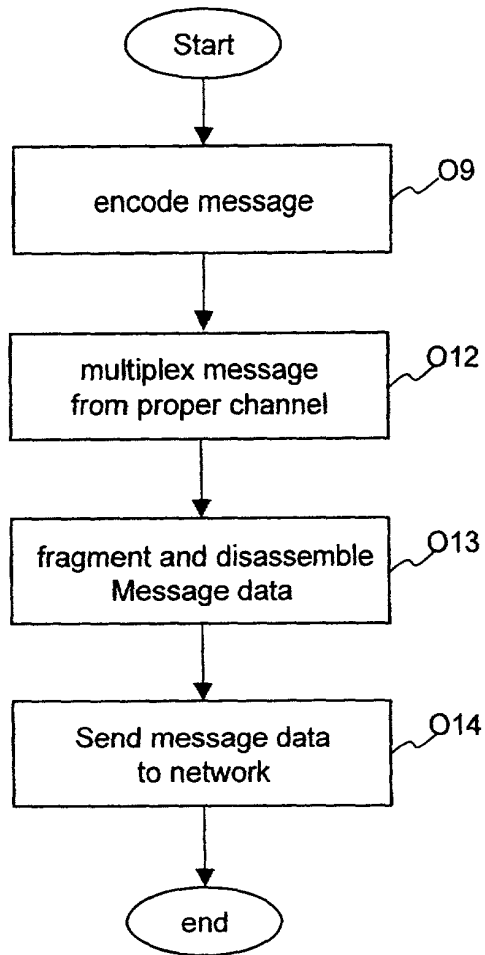 Start
encode message
O9
multiplex message
from proper channel
O12
fragment and disassemble
Message data
O13
Send message data
to network
O14
end